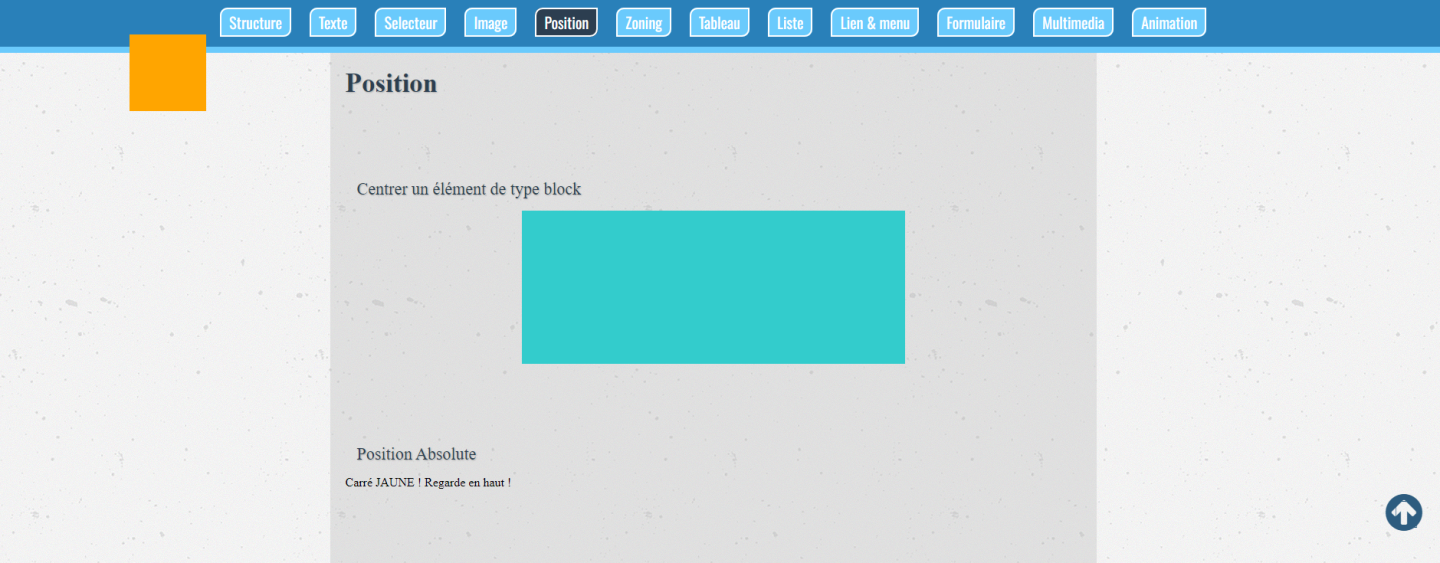 Structure Texte Selecteur Image Position Zoning Tableau Liste Lien & menu Formulaire Multimedia Animation
Position
Centrer un élément de type block
Position Absolute
Carré JAUNE ! Regarde en haut !